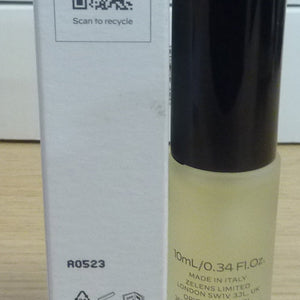 Scan to recycle
A0523
10mL/0.34 Fl.Oz.
MADE IN ITALY
ZELENS LIMITED
LONDON SW1V 3JL, UK